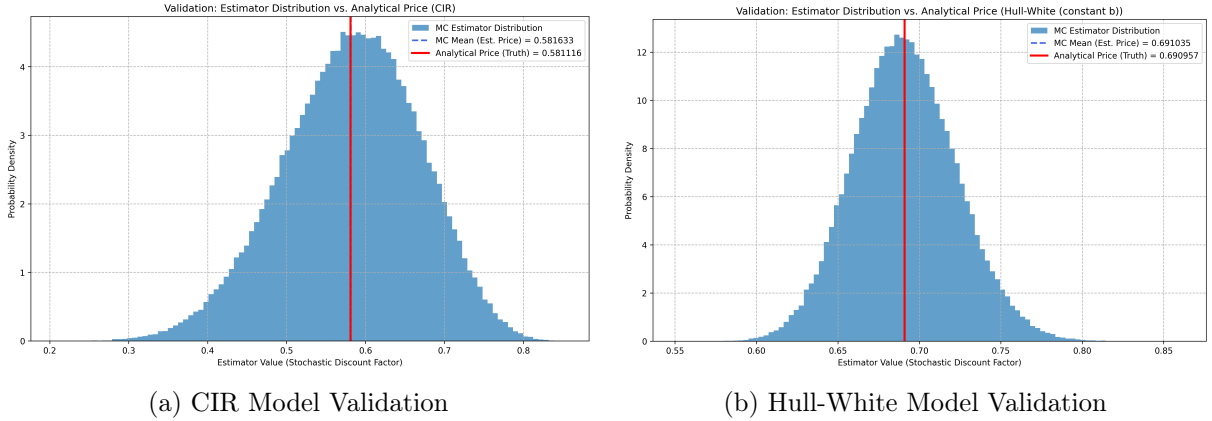 Validation: Estimator Distribution vs. Analytical Price (CIR)
MC Estimator Distribution
MC Mean (Est. Price) = 0.581633
Analytical Price (Truth) = 0.581116
Probability Density
4
3
2
1
0
0.2 0.3 0.4 0.5 0.6 0.7 0.8
Estimator Value (Stochastic Discount Factor)
(a) CIR Model Validation
Validation: Estimator Distribution vs. Analytical Price (Hull-White (constant b))
MC Estimator Distribution
MC Mean (Est. Price) = 0.691035
Analytical Price (Truth) = 0.690957
Probability Density
12
10
8
6
4
2
0
0.55 0.60 0.65 0.70 0.75 0.80 0.85
Estimator Value (Stochastic Discount Factor)
(b) Hull-White Model Validation